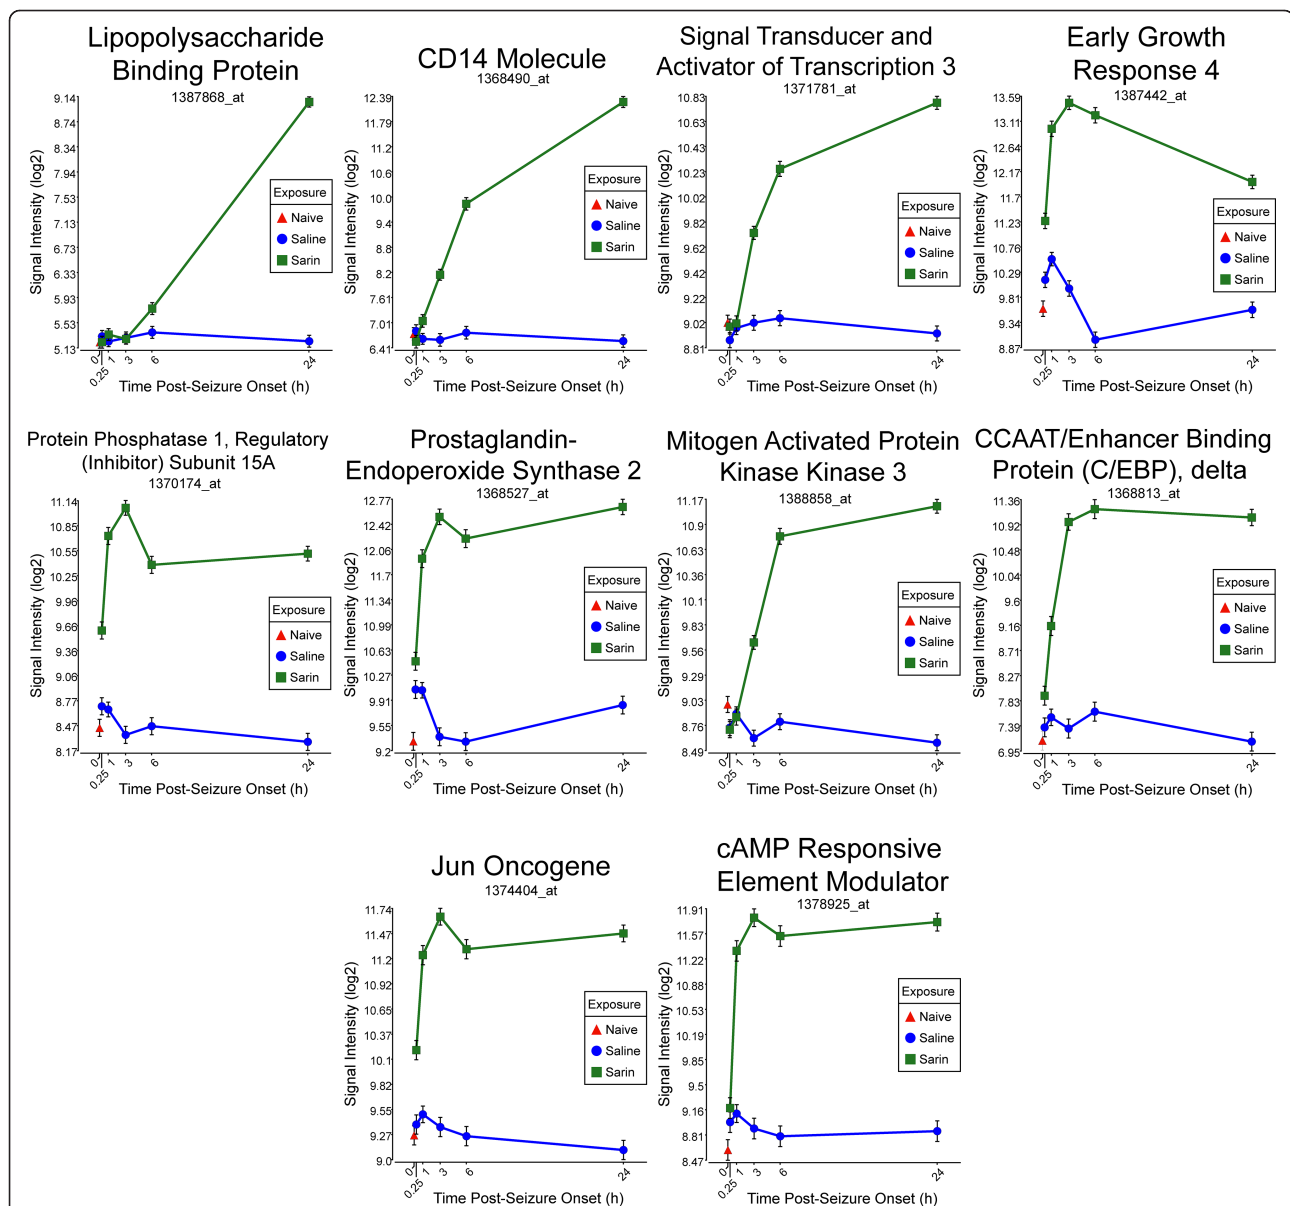 Lipopolysaccharide
Binding Protein
1387868_at
Signal Intensity (log2)
9.14
8.74
8.34
7.94
7.53
7.13
6.73
6.33
5.93
5.53
5.13
Exposure
Naive
Saline
Sarin
0
0.25
1
3
6
24
Time Post-Seizure Onset (h)
CD14 Molecule
1368490_at
Signal Intensity (log2)
12.39
11.79
11.2
10.6
10.0
9.4
8.8
8.2
7.61
7.01
6.41
Exposure
Naive
Saline
Sarin
0
0.25
1
3
6
24
Time Post-Seizure Onset (h)
Signal Transducer and
Activator of Transcription 3
1371781_at
Signal Intensity (log2)
10.83
10.63
10.43
10.23
10.02
9.82
9.62
9.42
9.22
9.02
8.81
Exposure
Naive
Saline
Sarin
0
0.25
1
3
6
24
Time Post-Seizure Onset (h)
Early Growth
Response 4
1387442_at
Signal Intensity (log2)
13.59
13.11
12.64
12.17
11.7
11.23
10.76
10.29
9.81
9.34
8.87
Exposure
Naive
Saline
Sarin
0
0.25
1
3
6
24
Time Post-Seizure Onset (h)
Protein Phosphatase 1, Regulatory
(Inhibitor) Subunit 15A
1370174_at
Signal Intensity (log2)
11.14
10.85
10.55
10.25
9.96
9.66
9.36
9.06
8.77
8.47
8.17
Exposure
Naive
Saline
Sarin
0
0.25
1
3
6
24
Time Post-Seizure Onset (h)
Prostaglandin-
Endoperoxide Synthase 2
1368527_at
Signal Intensity (log2)
12.77
12.42
12.06
11.7
11.34
10.99
10.63
10.27
9.91
9.55
9.2
Exposure
Naive
Saline
Sarin
0
0.25
1
3
6
24
Time Post-Seizure Onset (h)
Mitogen Activated Protein
Kinase Kinase 3
1388858_at
Signal Intensity (log2)
11.17
10.91
10.63
10.36
10.1
9.83
9.56
9.29
9.03
8.76
8.49
Exposure
Naive
Saline
Sarin
0
0.25
1
3
6
24
Time Post-Seizure Onset (h)
CCAAT/Enhancer Binding
Protein (C/EBP), delta
1368813_at
Signal Intensity (log2)
11.36
10.92
10.48
10.04
9.6
9.16
8.71
8.27
7.83
7.39
6.95
Exposure
Naive
Saline
Sarin
0
0.25
1
3
6
24
Time Post-Seizure Onset (h)
Jun Oncogene
1374404_at
Signal Intensity (log2)
11.74
11.47
11.2
10.92
10.65
10.37
10.1
9.82
9.55
9.27
9.0
Exposure
Naive
Saline
Sarin
0
0.25
1
3
6
24
Time Post-Seizure Onset (h)
cAMP Responsive
Element Modulator
1378925_at
Signal Intensity (log2)
11.91
11.57
11.22
10.88
10.53
10.19
9.85
9.5
9.16
8.81
8.47
Exposure
Naive
Saline
Sarin
0
0.25
1
3
6
24
Time Post-Seizure Onset (h)